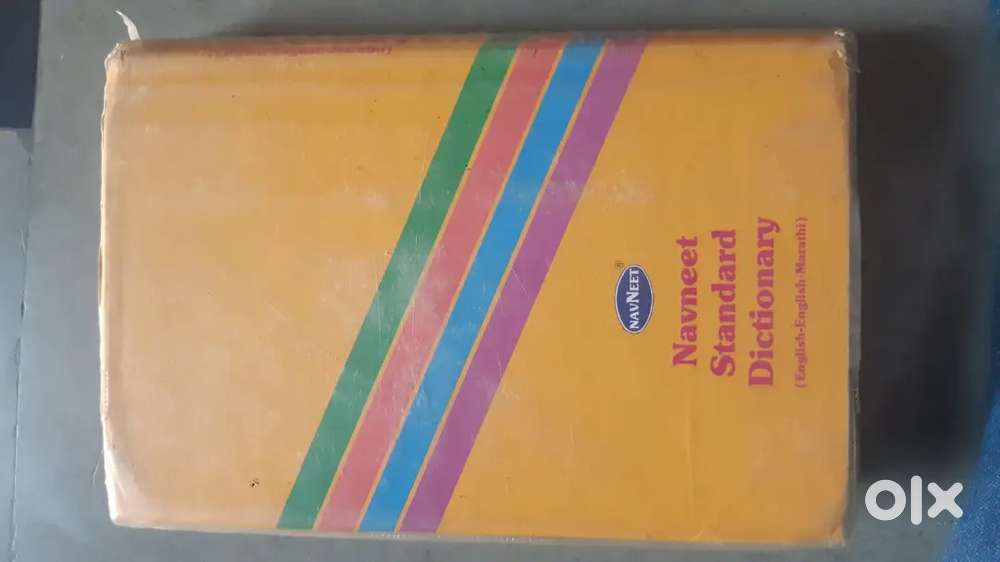 NAVNEET
®
Navneet
Standard
Dictionary
(English-English-Marathi)
olx